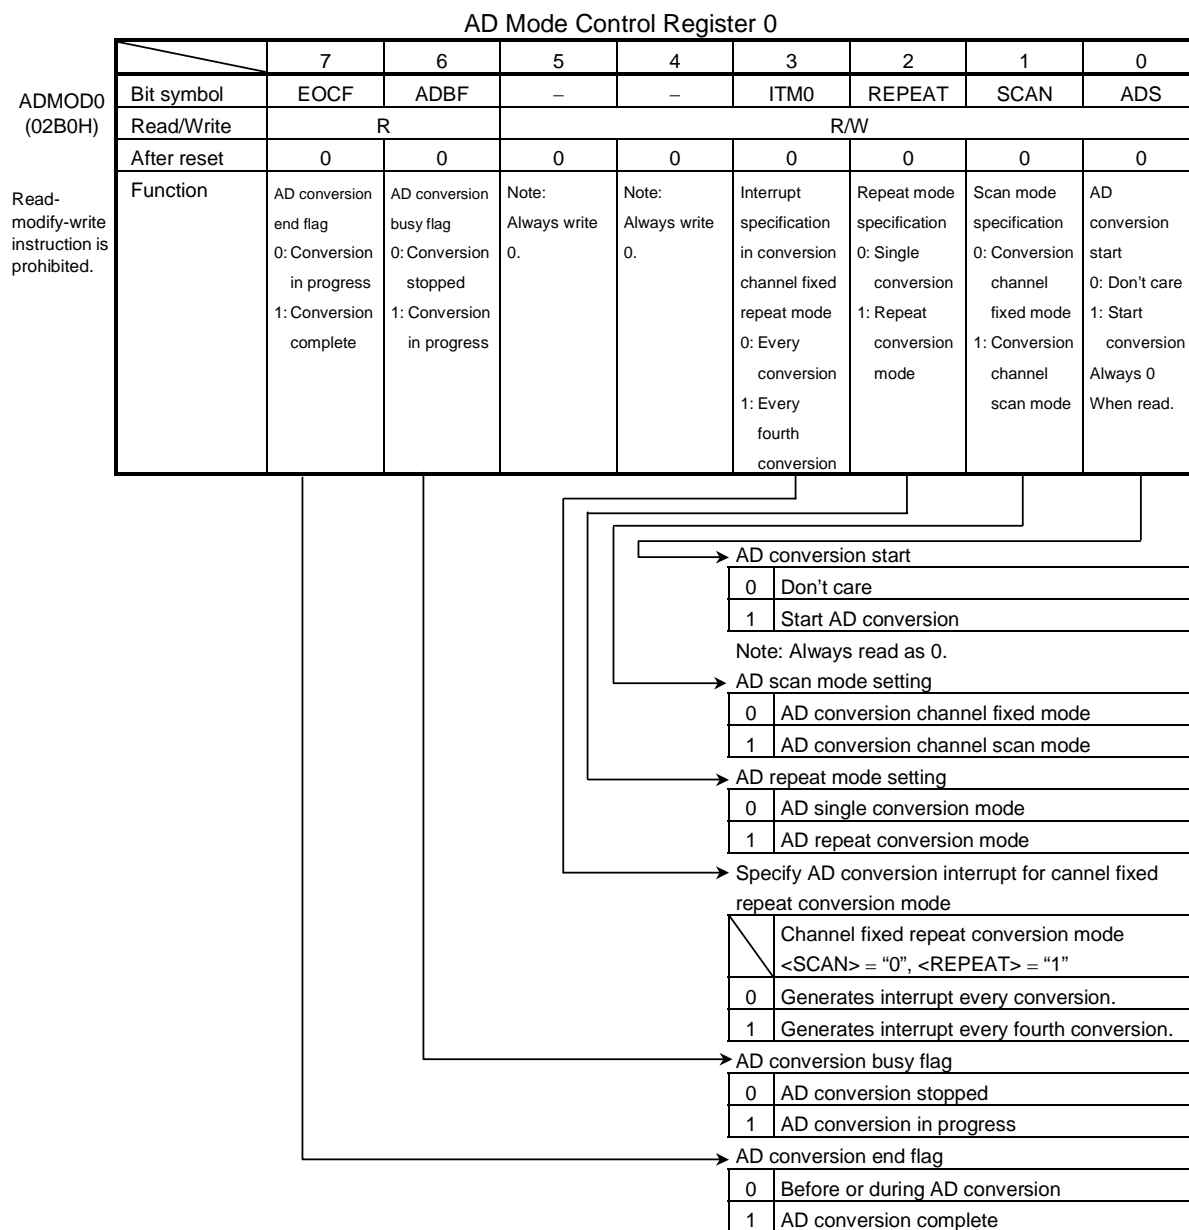 AD Mode Control Register 0
7 6 5 4 3 2 1 0
ADMOD0
(02B0H)
Bit symbol EOCF ADBF – – ITM0 REPEAT SCAN ADS
Read/Write R R/W
After reset 0 0 0 0 0 0 0 0
Read-
modify-write
instruction is
prohibited.
Function
AD conversion
end flag
0: Conversion
in progress
1: Conversion
complete
AD conversion
busy flag
0: Conversion
stopped
1: Conversion
in progress
Note:
Always write
0.
Note:
Always write
0.
Interrupt
specification
in conversion
channel fixed
repeat mode
0: Every
conversion
1: Every
fourth
conversion
Repeat mode
specification
0: Single
conversion
1: Repeat
conversion
mode
Scan mode
specification
0: Conversion
channel
fixed mode
1: Conversion
channel
scan mode
AD
conversion
start
0: Don't care
1: Start
conversion
Always 0
When read.
AD conversion start
0 Don't care
1 Start AD conversion
Note: Always read as 0.
AD scan mode setting
0 AD conversion channel fixed mode
1 AD conversion channel scan mode
AD repeat mode setting
0 AD single conversion mode
1 AD repeat conversion mode
Specify AD conversion interrupt for cannel fixed
repeat conversion mode
Channel fixed repeat conversion mode
<SCAN> = “0”, <REPEAT> = “1”
0 Generates interrupt every conversion.
1 Generates interrupt every fourth conversion.
AD conversion busy flag
0 AD conversion stopped
1 AD conversion in progress
AD conversion end flag
0 Before or during AD conversion
1 AD conversion complete